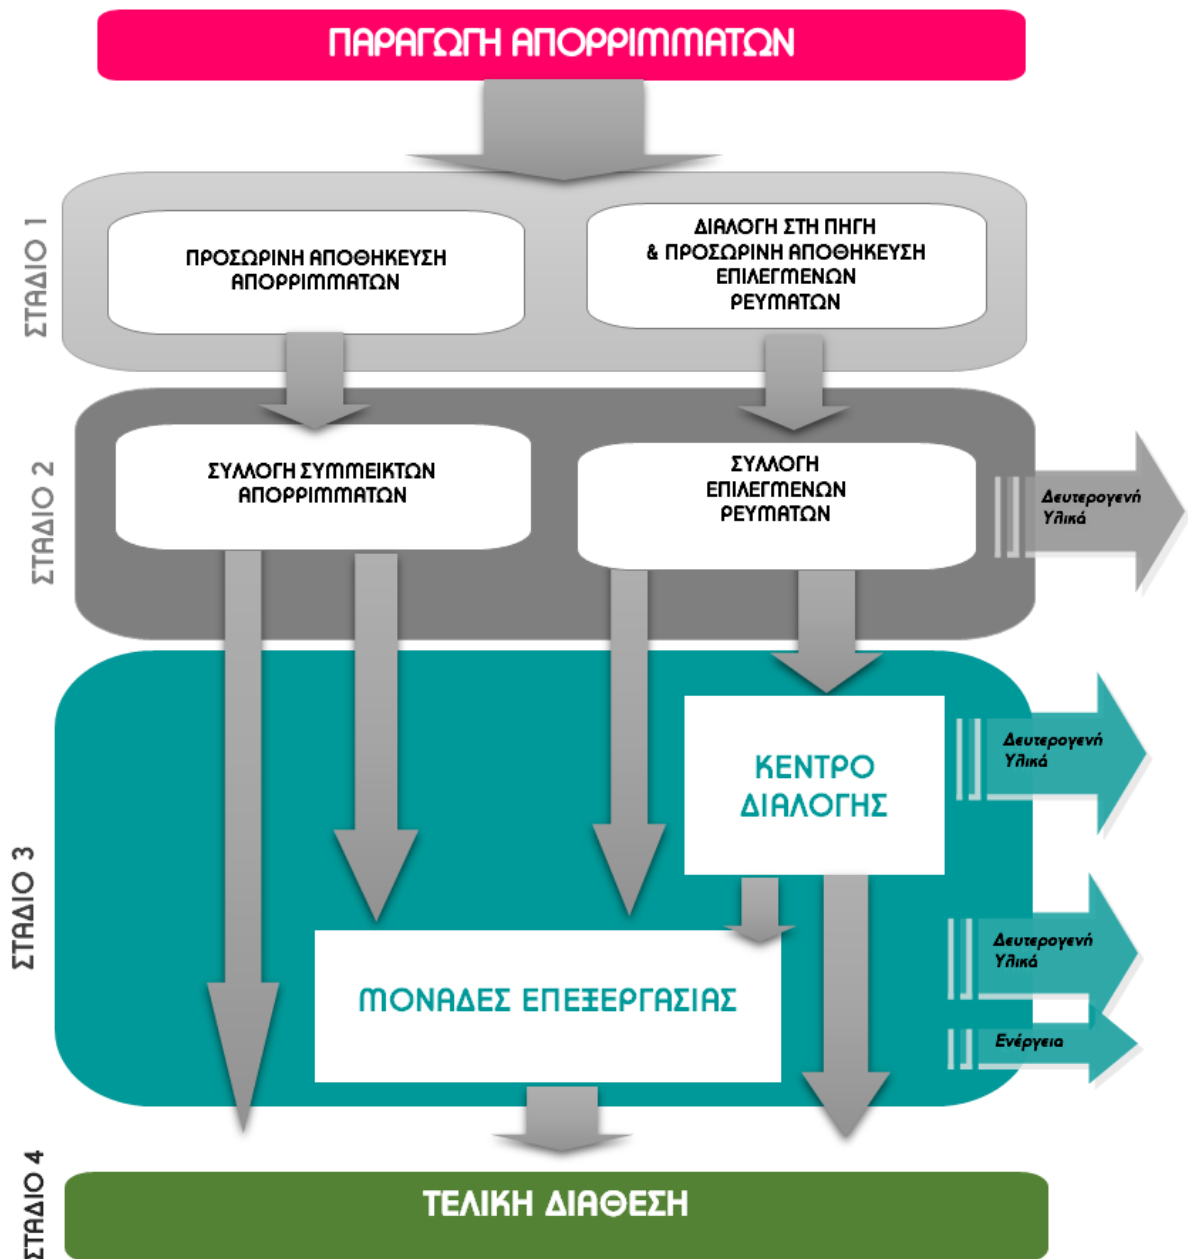 ΠΑΡΑΓΩΓΗ ΑΠΟΡΡΙΜΜΑΤΩΝ
ΣΤΑΔΙΟ 1
ΠΡΟΣΩΡΙΝΗ ΑΠΟΘΗΚΕΥΣΗ
ΑΠΟΡΡΙΜΜΑΤΩΝ
ΔΙΑΛΟΓΗ ΣΤΗ ΠΗΓΗ
& ΠΡΟΣΩΡΙΝΗ ΑΠΟΘΗΚΕΥΣΗ
ΕΠΙΛΕΓΜΕΝΩΝ
ΡΕΥΜΑΤΩΝ
ΣΤΑΔΙΟ 2
ΣΥΛΛΟΓΗ ΣΥΜΜΕΙΚΤΩΝ
ΑΠΟΡΡΙΜΜΑΤΩΝ
ΣΥΛΛΟΓΗ
ΕΠΙΛΕΓΜΕΝΩΝ
ΡΕΥΜΑΤΩΝ
Δευτερογενή
Υλικά
ΣΤΑΔΙΟ 3
ΚΕΝΤΡΟ
ΔΙΑΛΟΓΗΣ
Δευτερογενή
Υλικά
ΜΟΝΑΔΕΣ ΕΠΕΞΕΡΓΑΣΙΑΣ
Δευτερογενή
Υλικά
Ενέργεια
ΣΤΑΔΙΟ 4
ΤΕΛΙΚΗ ΔΙΑΘΕΣΗ